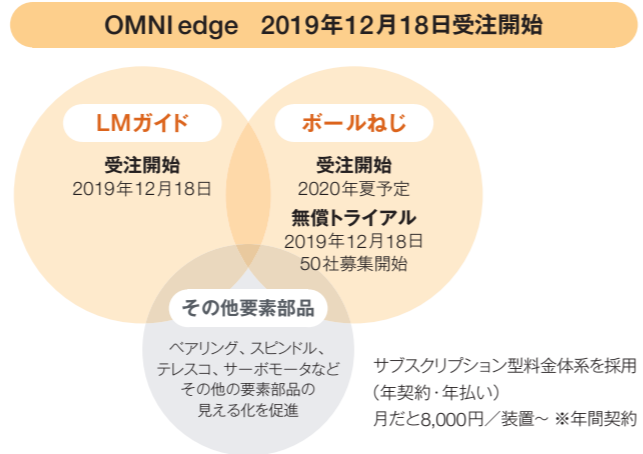 OMNI edge 2019年12月18日受注開始
LMガイド
受注開始
2019年12月18日
ボールねじ
受注開始
2020年夏予定
無償トライアル
2019年12月18日
50社募集開始
その他要素部品
ベアリング、スピンドル、
テレスコ、サーボモータなど
その他の要素部品の
見える化を促進
サブスクリプション型料金体系を採用
(年契約・年払い)
月だと8,000円／装置〜 ※年間契約